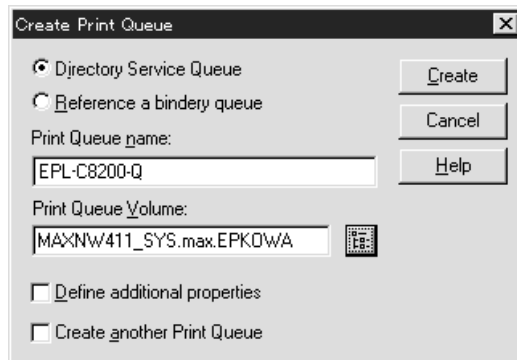 Create Print Queue
Directory Service Queue
Create
Reference a bindery queue
Cancel
Print Queue name:
EPL-C8200-Q
Help
Print Queue Volume:
MAXNW411_SYS.max.EPKOWA
Define additional properties
Create another Print Queue